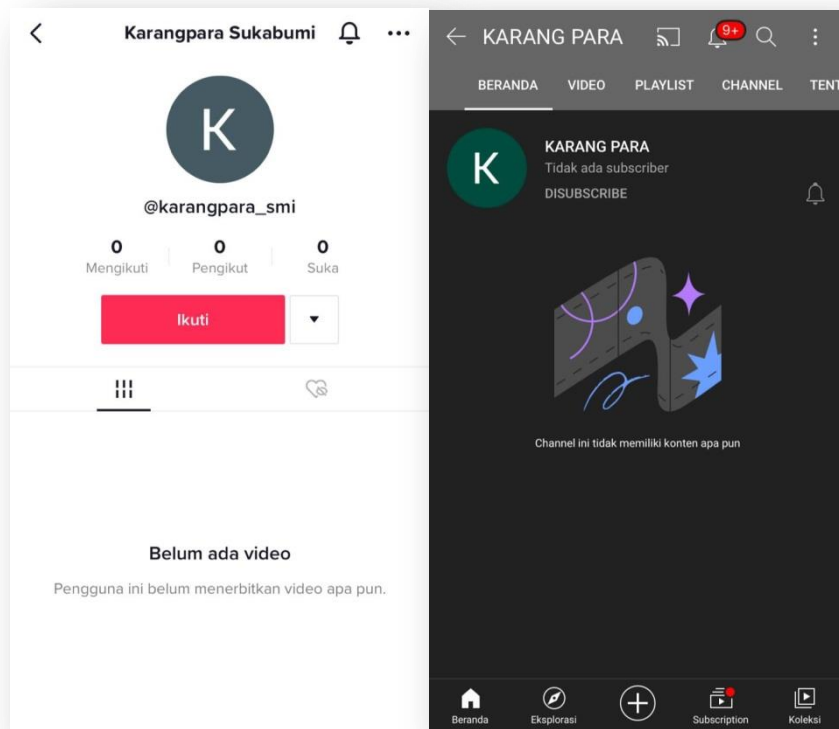 Karangpara Sukabumi
K
@karangpara_smi
0 0 0
Mengikuti Pengikut Suka
Ikuti
Belum ada video
Pengguna ini belum menerbitkan video apa pun.
KARANG PARA
9+
BERANDA VIDEO PLAYLIST CHANNEL TENT
K
KARANG PARA
Tidak ada subscriber
DISUBSCRIBE
Channel ini tidak memiliki konten apa pun
Beranda Eksplorasi Subscription Koleksi